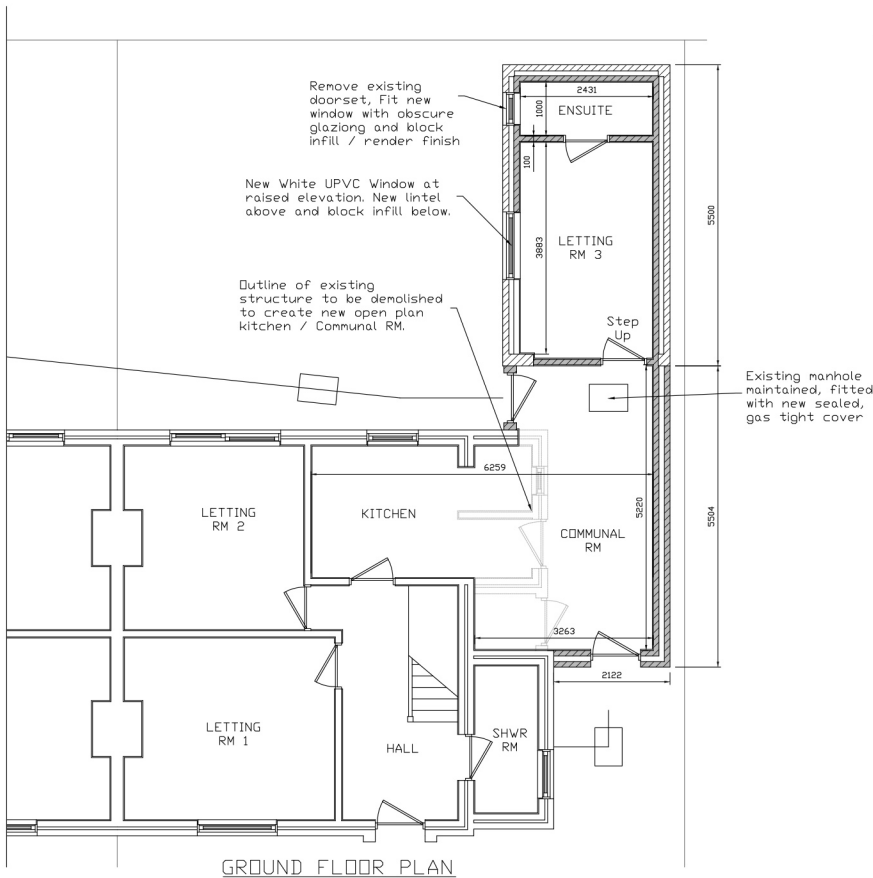 Remove existing
doorset, Fit new
window with obscure
glaziong and block
infill / render finish
2431
ENSUITE
1000
100
New White UPVC Window at
raised elevation. New lintel
above and block infill below.
LETTING
RM 3
3883
5500
Outline of existing
structure to be demolished
to create new open plan
kitchen / Communal RM.
Step
Up
Existing manhole
maintained, fitted
with new sealed,
gas tight cover
6259
LETTING
RM 2
KITCHEN
5220
5504
COMMUNAL
RM
3263
2122
LETTING
RM 1
HALL
SHWR
RM
GROUND FLOOR PLAN